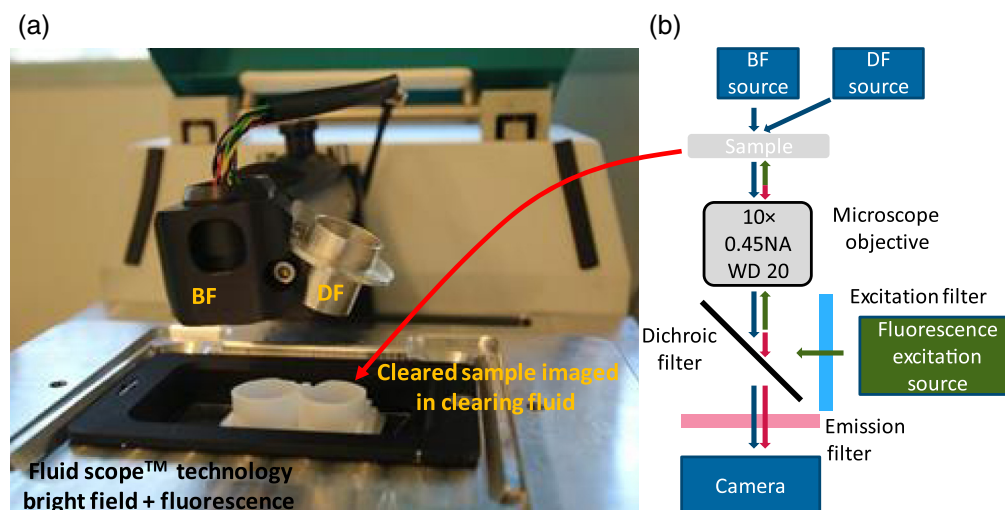 (a)
BF
DF
Cleared sample imaged
in clearing fluid
Fluid scope™ technology
bright field + fluorescence
(b)
BF
source
DF
source
Sample
10×
0.45NA
WD 20
Microscope
objective
Excitation filter
Dichroic
filter
Fluorescence
excitation
source
Emission
filter
Camera